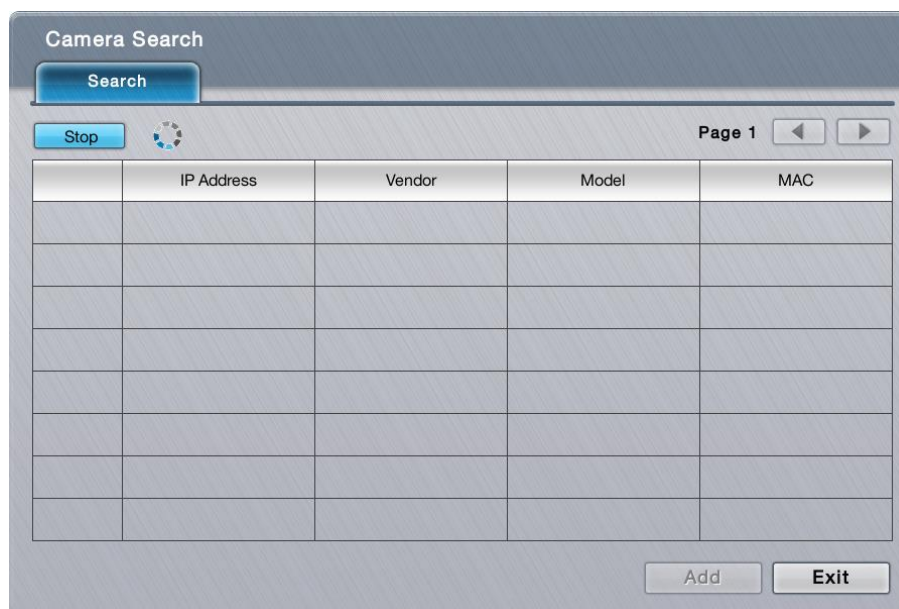 Camera Search
Search
Stop Page 1
IP Address Vendor Model MAC
Add Exit